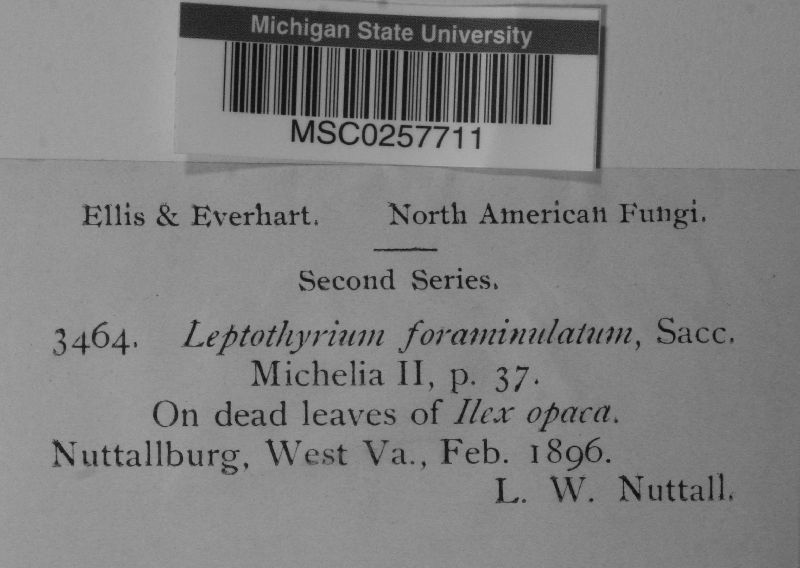 Michigan State University
MSC0257711
Ellis & Everhart. North American Fungi.
Second Series.
3464. Leptothyrium foraminulatum, Sacc.
Michelia II, p. 37.
On dead leaves of Ilex opaca.
Nuttallburg, West Va., Feb. 1896.
L. W. Nuttall.